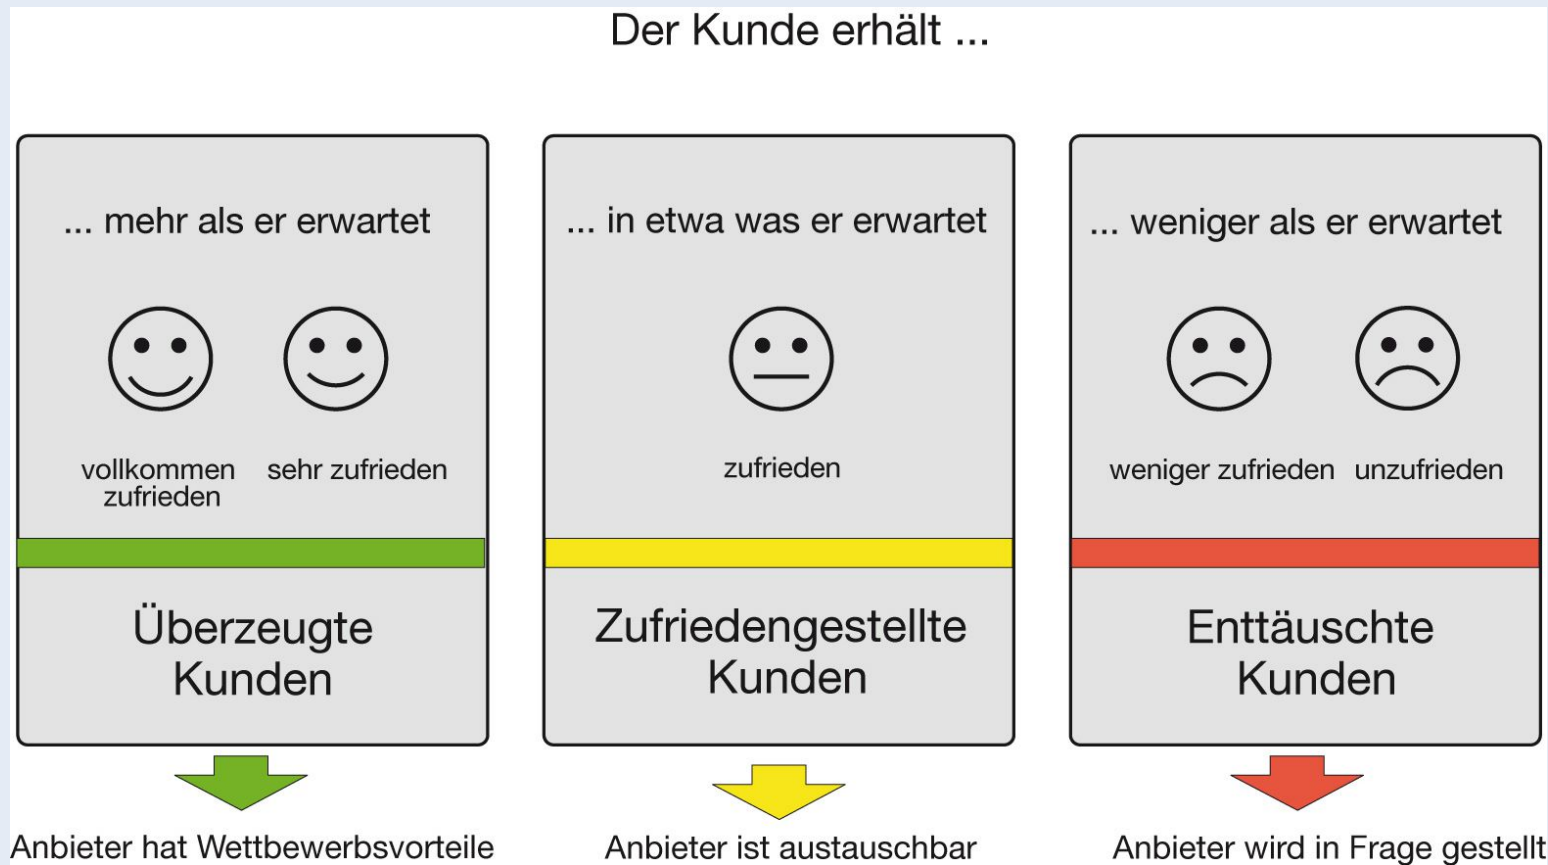 Der Kunde erhält ...
... mehr als er erwartet
vollkommen
zufrieden
sehr zufrieden
Überzeugte
Kunden
Anbieter hat Wettbewerbsvorteile
... in etwa was er erwartet
zufrieden
Zufriedengestellte
Kunden
Anbieter ist austauschbar
... weniger als er erwartet
weniger zufrieden
unzufrieden
Enttäuschte
Kunden
Anbieter wird in Frage gestellt